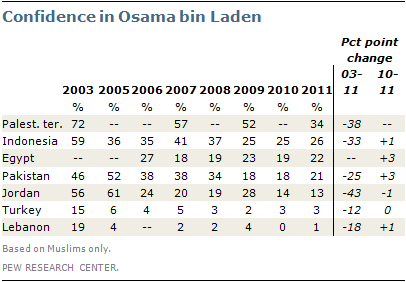 Confidence in Osama bin Laden
Pct point
change
03- 10-
2003 2005 2006 2007 2008 2009 2010 2011 11 11
% % % % % % % %
Palest. ter. 72 -- -- 57 -- 52 -- 34 -38 --
Indonesia 59 36 35 41 37 25 25 26 -33 +1
Egypt -- -- 27 18 19 23 19 22 -- +3
Pakistan 46 52 38 38 34 18 18 21 -25 +3
Jordan 56 61 24 20 19 28 14 13 -43 -1
Turkey 15 6 4 5 3 2 3 3 -12 0
Lebanon 19 4 -- 2 2 4 0 1 -18 +1
Based on Muslims only.
PEW RESEARCH CENTER.